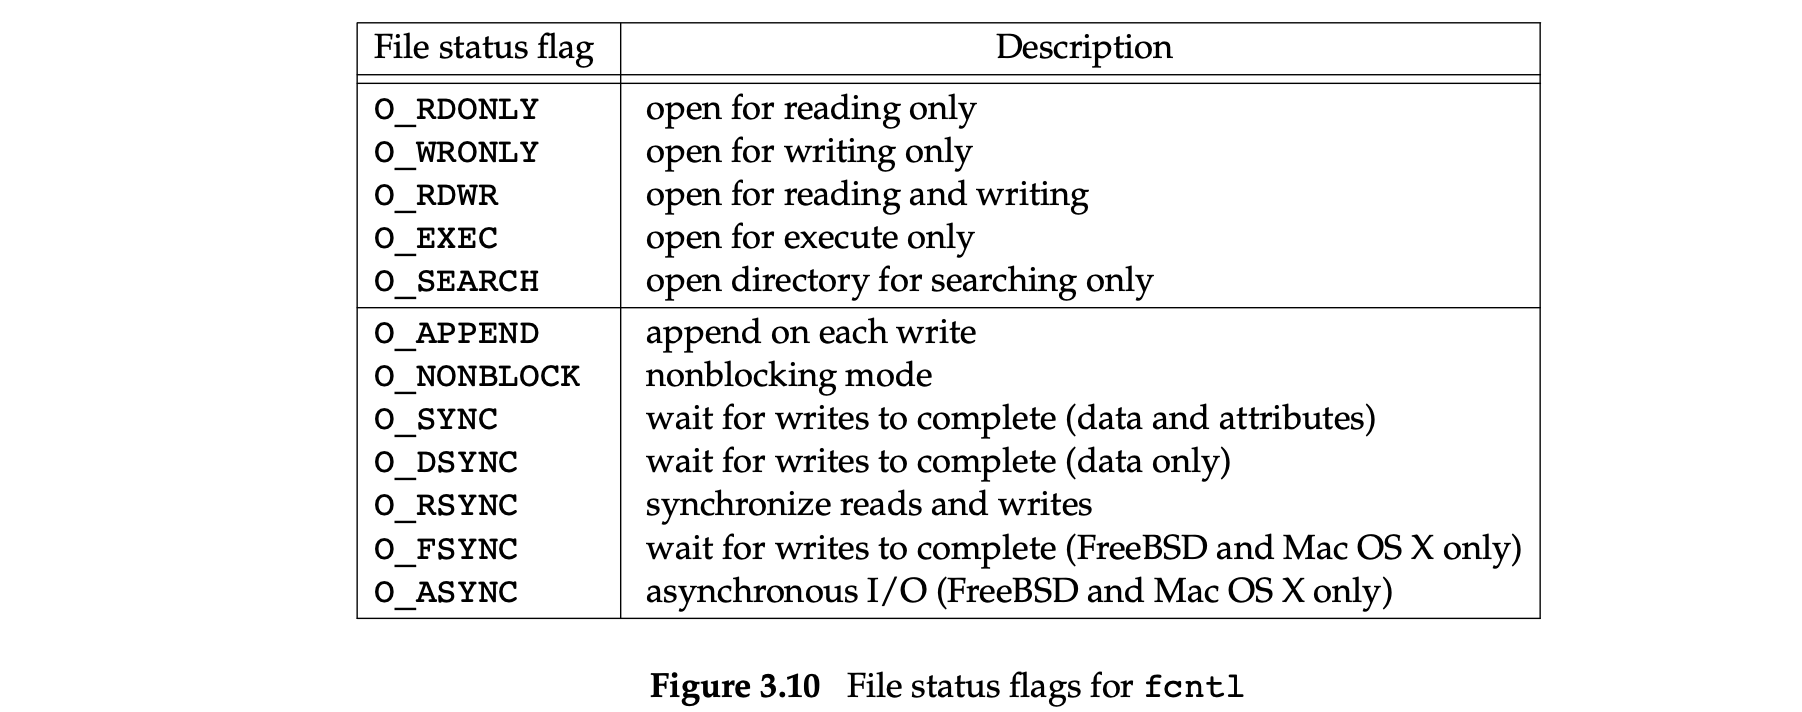 File status flag Description
O_RDONLY open for reading only
O_WRONLY open for writing only
O_RDWR open for reading and writing
O_EXEC open for execute only
O_SEARCH open directory for searching only
O_APPEND append on each write
O_NONBLOCK nonblocking mode
O_SYNC wait for writes to complete (data and attributes)
O_DSYNC wait for writes to complete (data only)
O_RSYNC synchronize reads and writes
O_FSYNC wait for writes to complete (FreeBSD and Mac OS X only)
O_ASYNC asynchronous I/O (FreeBSD and Mac OS X only)
Figure 3.10 File status flags for fcntl